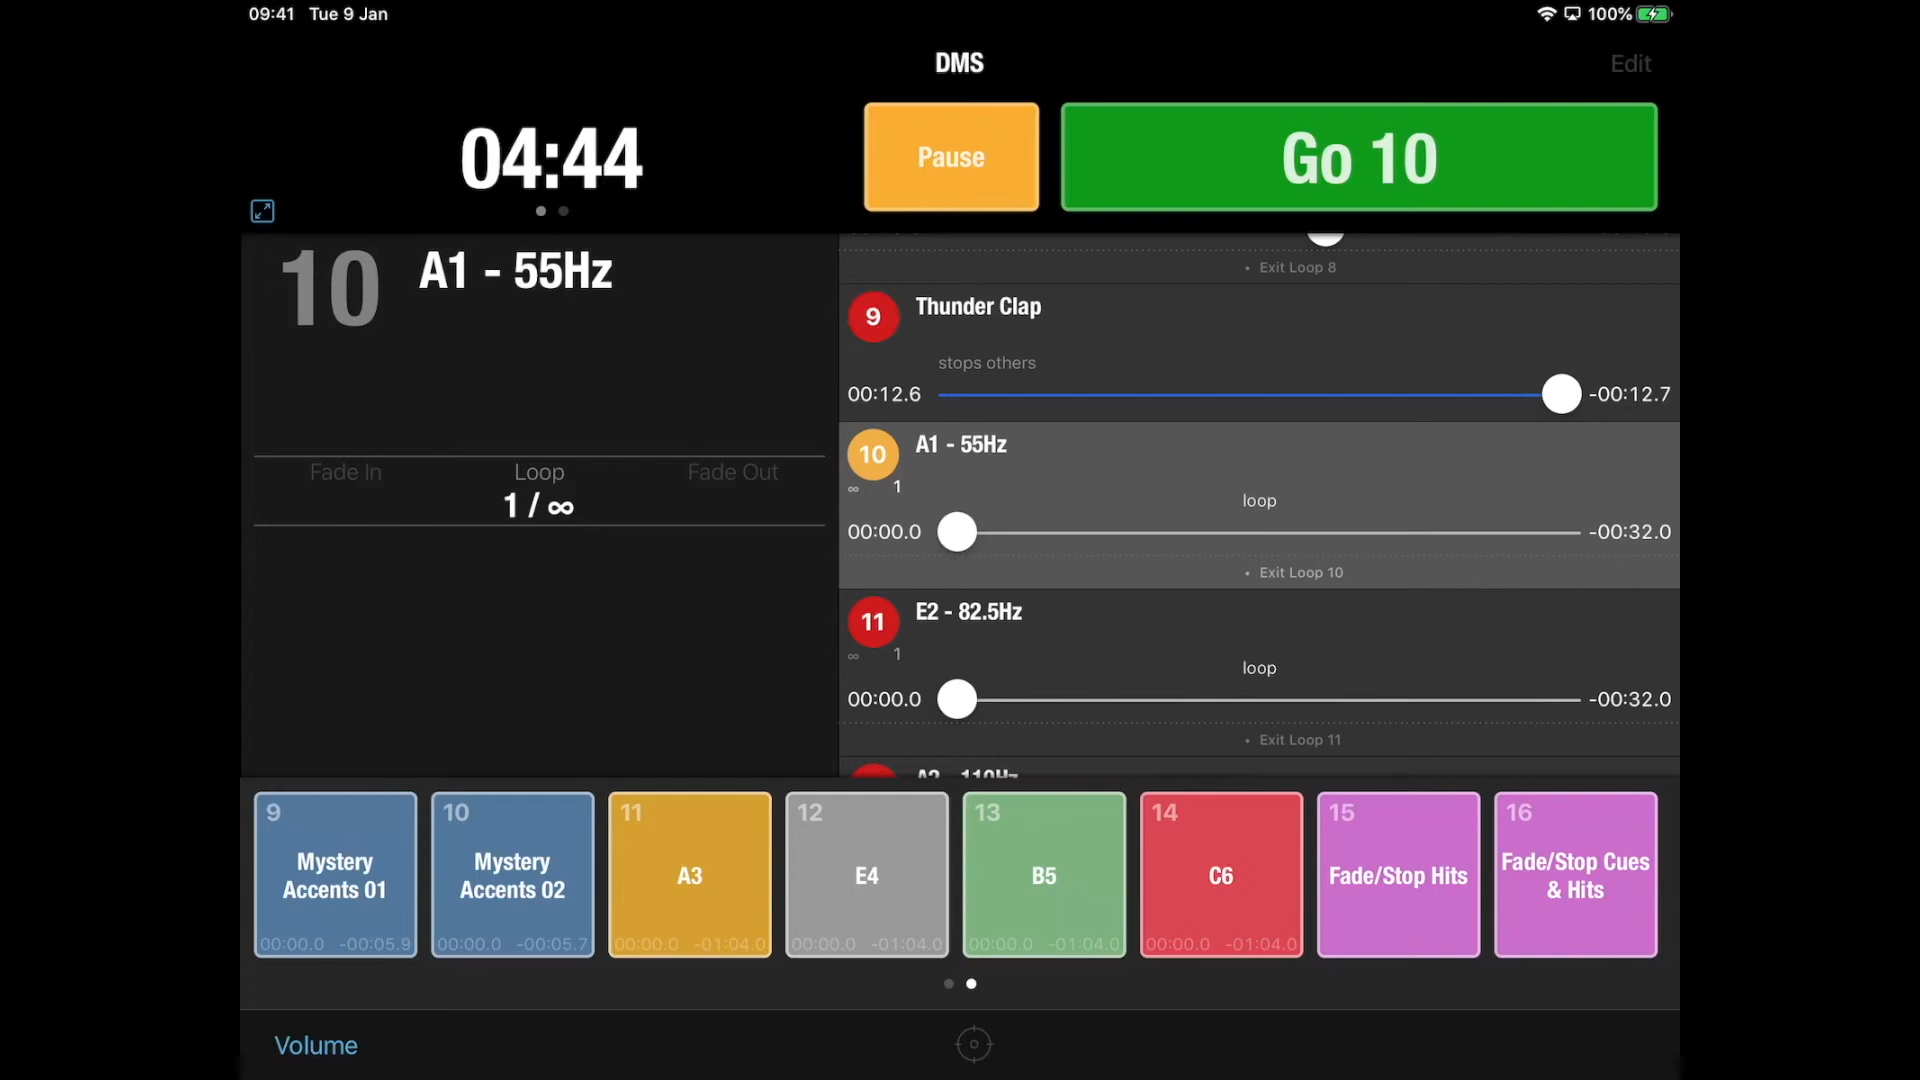 09:41 Tue 9 Jan
100%
DMS
Edit
04:44
Pause
Go 10
10
A1 - 55Hz
Fade In
Loop
Fade Out
1 / ∞
• Exit Loop 8
9
Thunder Clap
stops others
00:12.6
-00:12.7
10
A1 - 55Hz
∞ 1
loop
00:00.0
-00:32.0
• Exit Loop 10
11
E2 - 82.5Hz
∞ 1
loop
00:00.0
-00:32.0
• Exit Loop 11
A2 - 110Hz
9
Mystery
Accents 01
00:00.0 -00:05.9
10
Mystery
Accents 02
00:00.0 -00:05.7
11
A3
00:00.0 -01:04.0
12
E4
00:00.0 -01:04.0
13
B5
00:00.0 -01:04.0
14
C6
00:00.0 -01:04.0
15
Fade/Stop Hits
16
Fade/Stop Cues
& Hits
Volume